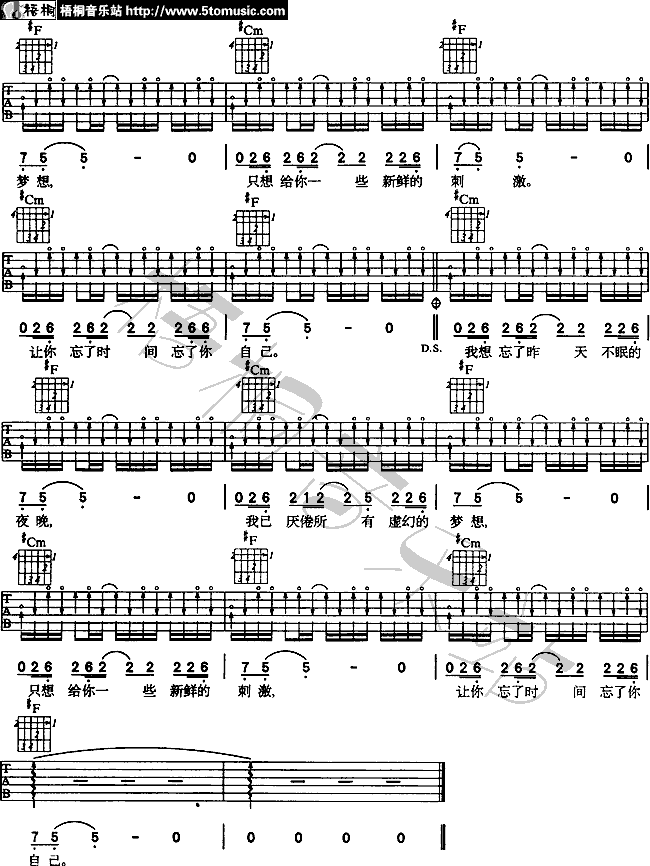 梧桐 梧桐音乐站 http://www.5tomusic.com
#F #Cm #F
T A B
7 5 5 - 0 | 0 2 6 2 6 2 2 2 2 2 6 | 7 5 5 - 0
梦想， 只想 给你一 些 新鲜的 刺 激。
#Cm #F #Cm
T A B
0 2 6 2 6 2 2 2 2 6 6 | 7 5 5 - 0 || 0 2 6 2 6 2 2 2 2 2 6
让你 忘了时 间 忘了你 自己。 D.S. 我想 忘了昨 天 不眠的
#F #Cm #F
T A B
7 5 5 - 0 | 0 2 6 2 1 2 2 5 2 2 6 | 7 5 5 - 0
夜晚， 我已 厌倦所 有 虚幻的 梦想，
#Cm #F #Cm
T A B
0 2 6 2 6 2 2 2 2 2 6 | 7 5 5 - 0 | 0 2 6 2 6 2 2 2 2 2 6
只想 给你一 些 新鲜的 刺激， 让你 忘了时 间 忘了你
#F
T A B
7 5 5 - 0 | 0 0 0 0
自己。